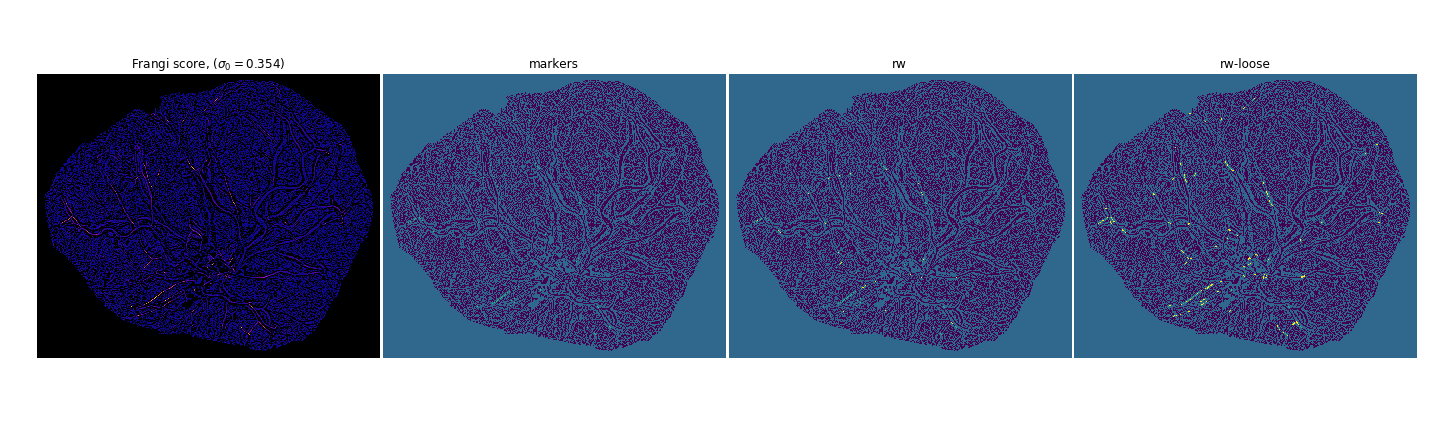 Frangi score, (σ₀ = 0.354)
markers
rw
rw-loose